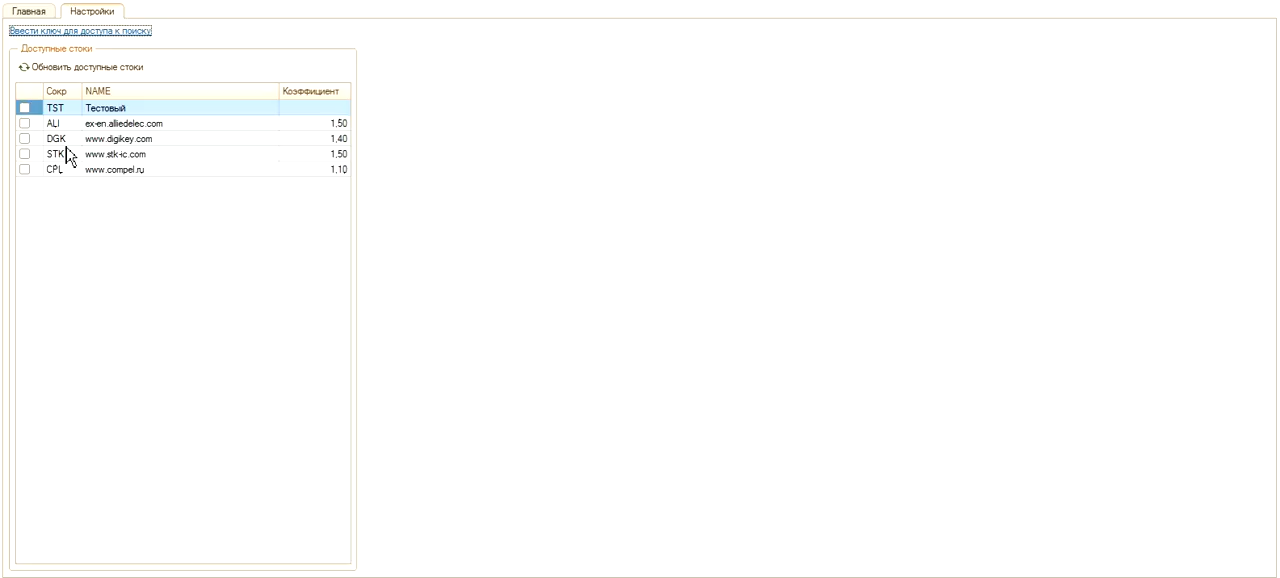 Главная Настройки
Ввести ключ для доступа к поиску
Доступные стоки
Обновить доступные стоки
Сокр NAME Коэффициент
TST Тестовый
ALI ex-en.alliedelec.com 1,50
DGK www.digikey.com 1,40
STK www.stk-ic.com 1,50
CPL www.compel.ru 1,10